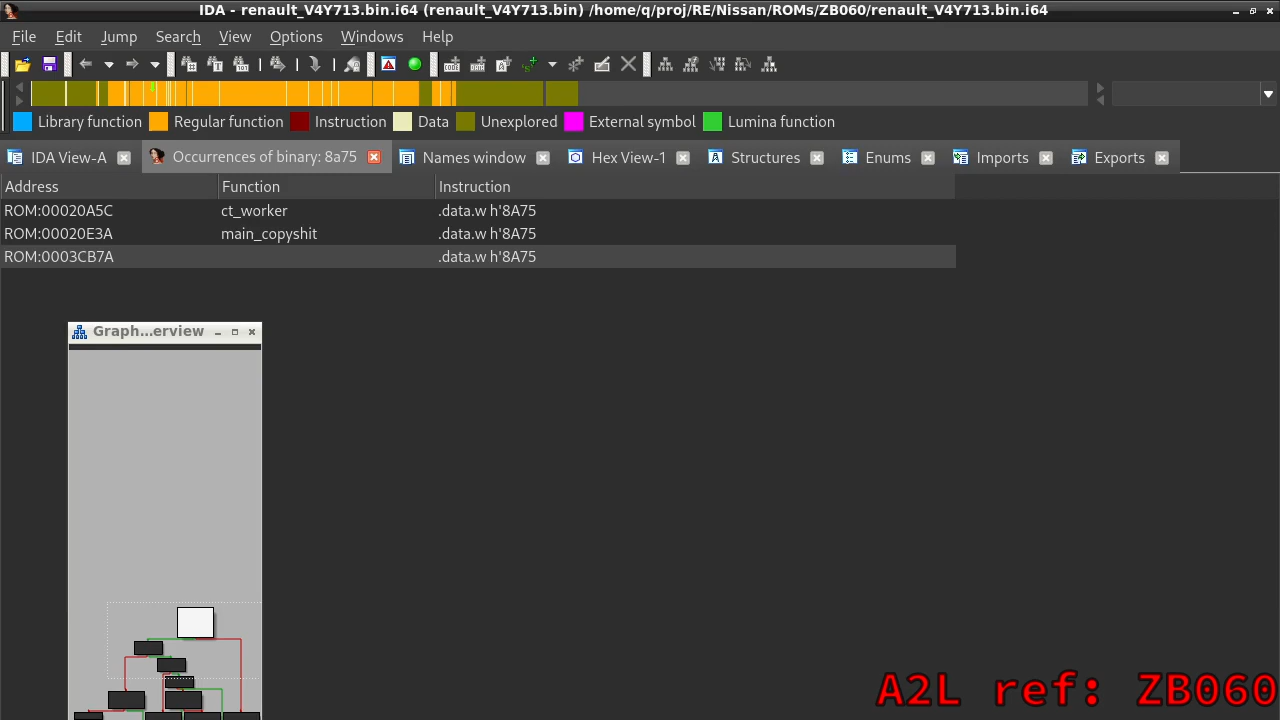 IDA - renault_V4Y713.bin.i64 (renault_V4Y713.bin) /home/q/proj/RE/Nissan/ROMs/ZB060/renault_V4Y713.bin.i64
File Edit Jump Search View Options Windows Help
Library function Regular function Instruction Data Unexplored External symbol Lumina function
IDA View-A Occurrences of binary: 8a75 Names window Hex View-1 Structures Enums Imports Exports
Address Function Instruction
ROM:00020A5C ct_worker .data.w h'8A75
ROM:00020E3A main_copyshit .data.w h'8A75
ROM:0003CB7A .data.w h'8A75
Graph...erview
A2L ref: ZB060